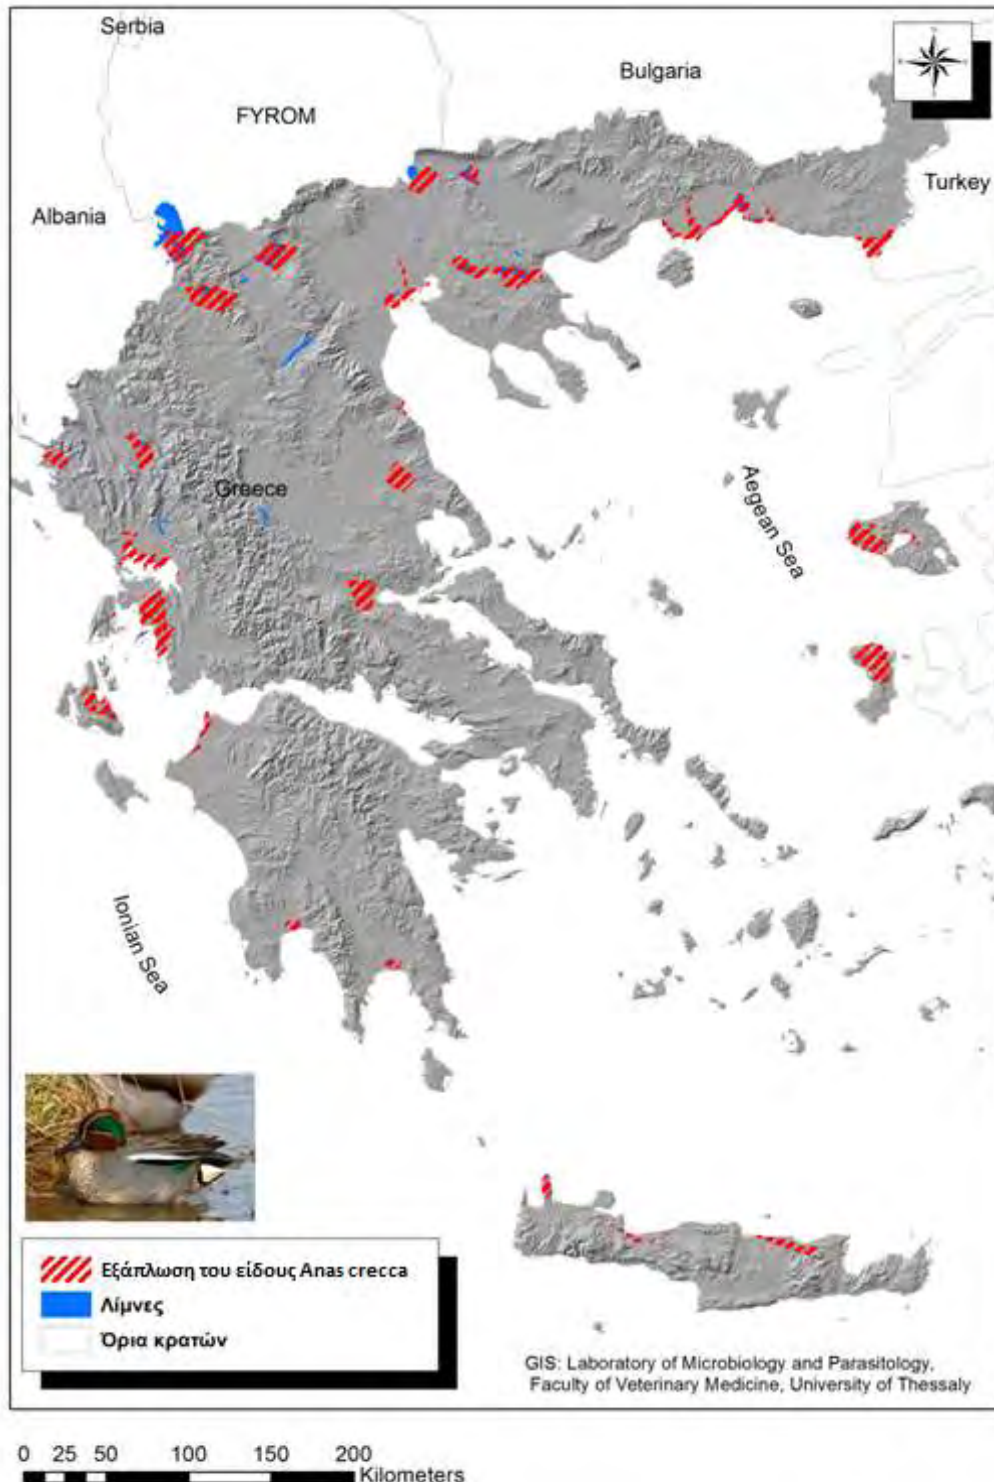 Serbia
Bulgaria
FYROM
Turkey
Albania
Greece
Aegean Sea
Ionian Sea
Εξάπλωση του είδους Anas crecca
Λίμνες
Όρια κρατών
GIS: Laboratory of Microbiology and Parasitology,
Faculty of Veterinary Medicine, University of Thessaly
0 25 50 100 150 200
Kilometers